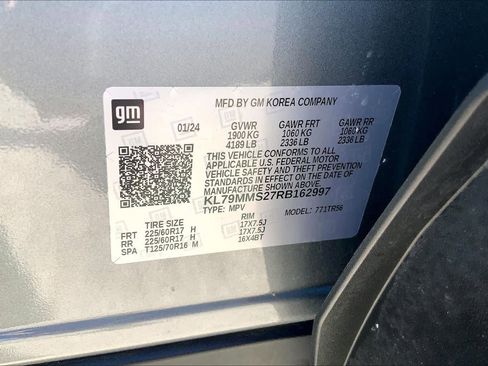 gm
MFD BY GM KOREA COMPANY
01/24 GVWR GAWR FRT GAWR RR
1900 KG 1060 KG 1060 KG
4189 LB 2336 LB 2336 LB
THIS VEHICLE CONFORMS TO ALL
APPLICABLE U.S. FEDERAL MOTOR
VEHICLE SAFETY AND THEFT
PREVENTION STANDARDS IN EFFECT ON
THE DATE OF MANUFACTURE SHOWN ABOVE.
KL79MMS27RB162997
TYPE: MPV MODEL: 771TR56
TIRE SIZE RIM
FRT 225/60R17 H 17X7.5J
RR 225/60R17 H 17X7.5J
SPA T125/70R16 M 16X4BT